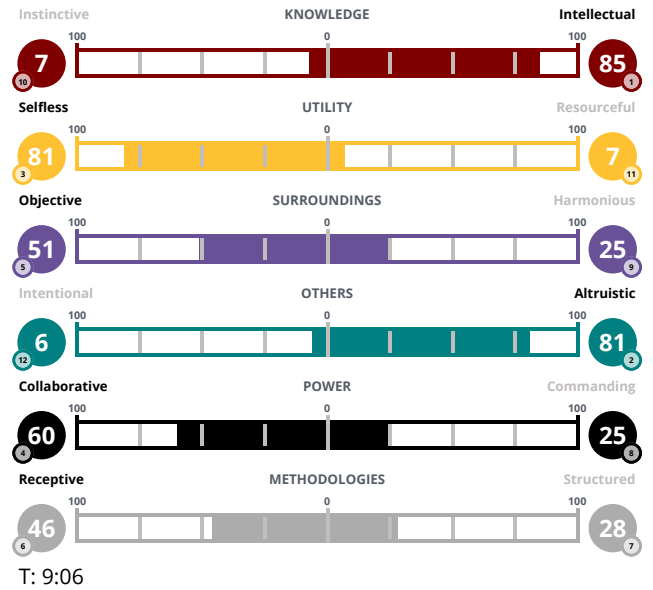 Instinctive KNOWLEDGE Intellectual
100 0 100
7 85
10 1
Selfless UTILITY Resourceful
100 0 100
81 7
3 11
Objective SURROUNDINGS Harmonious
100 0 100
51 25
5 9
Intentional OTHERS Altruistic
100 0 100
6 81
12 2
Collaborative POWER Commanding
100 0 100
60 25
4 8
Receptive METHODOLOGIES Structured
100 0 100
46 28
6 7
T: 9:06